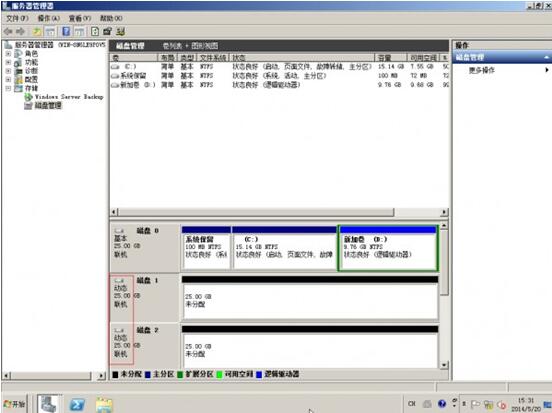 服务器管理器
文件(F) 操作(A) 查看(V) 帮助(H)
服务器管理器
角色
功能
诊断
配置
存储
Windows Server Backup
磁盘管理
磁盘管理 卷列表 + 图形视图
卷 布局 类型 文件系统 状态 容量 可用空间
(C:) 简单 基本 NTFS 状态良好 (启动, 页面文件, 故障转储, 主分区) 15.14 GB 7.55 GB
系统保留 简单 基本 NTFS 状态良好 (系统, 活动, 主分区) 100 MB 72 MB
新加卷 (D:) 简单 基本 NTFS 状态良好 (逻辑驱动器) 9.76 GB 9.68 GB
操作
磁盘管理
更多操作
磁盘 0
基本
25.00 GB
联机
系统保留
100 MB NTFS
状态良好 (系
(C:)
15.14 GB NTFS
状态良好 (启动, 页面文件, 故障
新加卷 (D:)
9.76 GB NTFS
状态良好 (逻辑驱动器)
磁盘 1
动态
25.00 GB
联机
25.00 GB
未分配
磁盘 2
动态
25.00 GB
联机
25.00 GB
未分配
未分配 主分区 扩展分区 可用空间 逻辑驱动器
开始
CH
15:31
2014/5/20